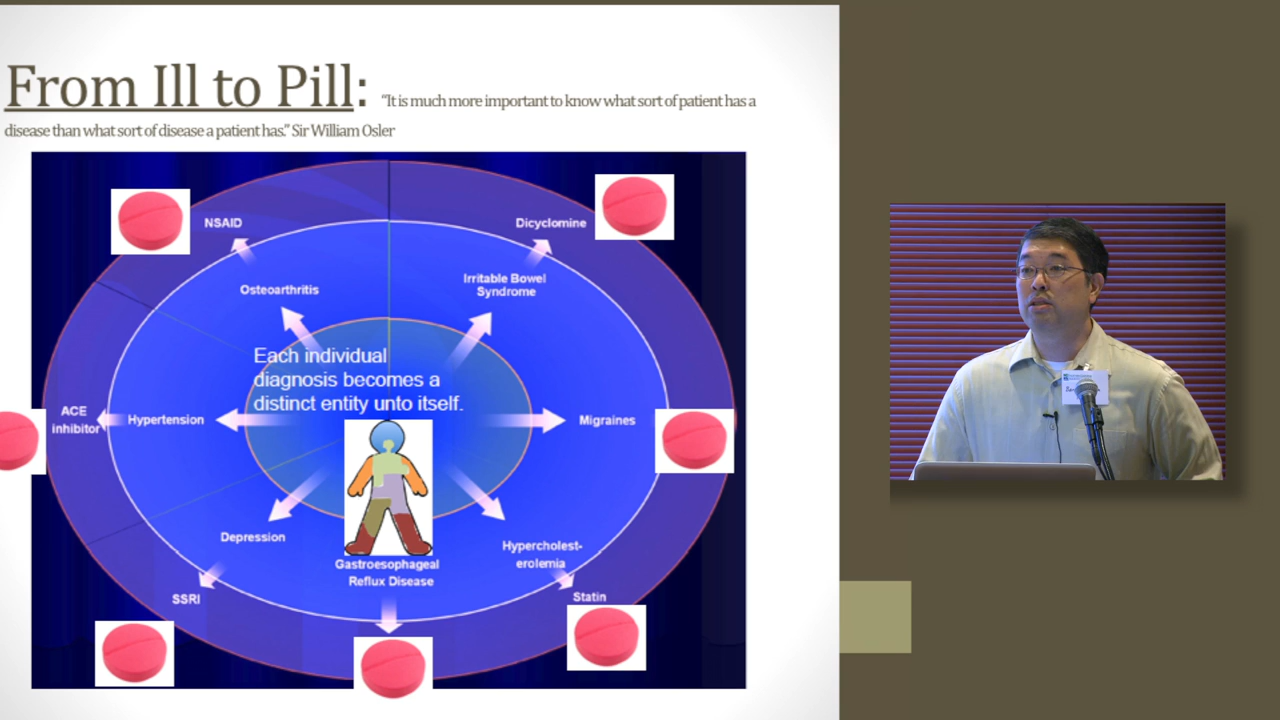 From Ill to Pill: “It is much more important to know what sort of patient has a
disease than what sort of disease a patient has.” Sir William Osler
NSAID
Dicyclomine
Osteoarthritis
Irritable Bowel
Syndrome
Each individual
diagnosis becomes a
distinct entity unto itself.
ACE
inhibitor
Hypertension
Migraines
Depression
Hypercholest-
erolemia
Gastroesophageal
Reflux Disease
SSRI
Statin